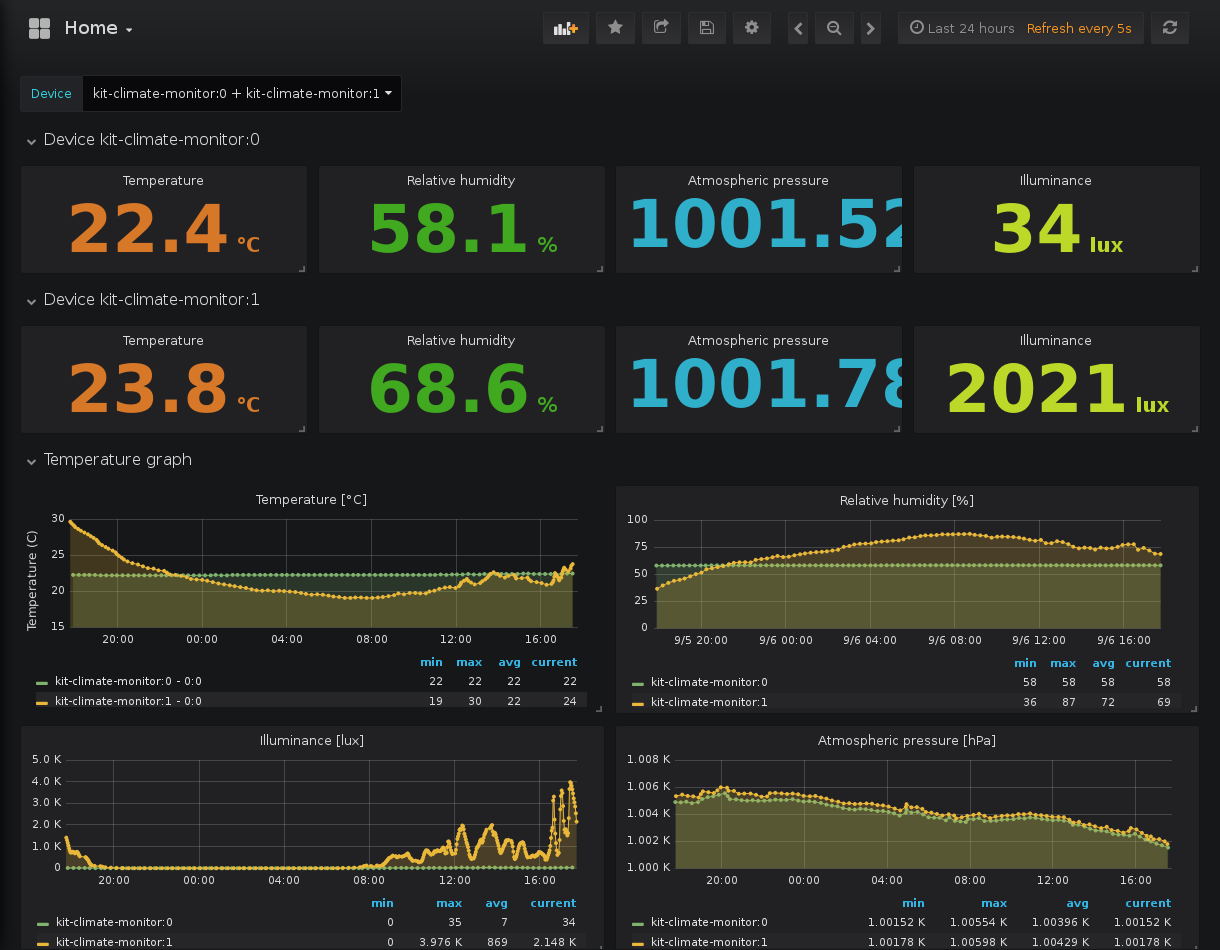 Home
Last 24 hours Refresh every 5s
Device kit-climate-monitor:0 + kit-climate-monitor:1
Device kit-climate-monitor:0
Temperature Relative humidity Atmospheric pressure Illuminance
22.4 °C 58.1 % 1001.52 34 lux
Device kit-climate-monitor:1
Temperature Relative humidity Atmospheric pressure Illuminance
23.8 °C 68.6 % 1001.78 2021 lux
Temperature graph
Temperature [°C]
Temperature (C)
30
25
20
15
20:00 00:00 04:00 08:00 12:00 16:00
min max avg current
kit-climate-monitor:0 - 0:0 22 22 22 22
kit-climate-monitor:1 - 0:0 19 30 22 24
Relative humidity [%]
100
75
50
25
0
9/5 20:00 9/6 00:00 9/6 04:00 9/6 08:00 9/6 12:00 9/6 16:00
min max avg current
kit-climate-monitor:0 58 58 58 58
kit-climate-monitor:1 36 87 72 69
Illuminance [lux]
5.0 K
4.0 K
3.0 K
2.0 K
1.0 K
0
20:00 00:00 04:00 08:00 12:00 16:00
min max avg current
kit-climate-monitor:0 0 35 7 34
kit-climate-monitor:1 0 3.976 K 869 2.148 K
Atmospheric pressure [hPa]
1.008 K
1.006 K
1.004 K
1.002 K
1.000 K
20:00 00:00 04:00 08:00 12:00 16:00
min max avg current
kit-climate-monitor:0 1.00152 K 1.00554 K 1.00396 K 1.00152 K
kit-climate-monitor:1 1.00178 K 1.00598 K 1.00429 K 1.00178 K